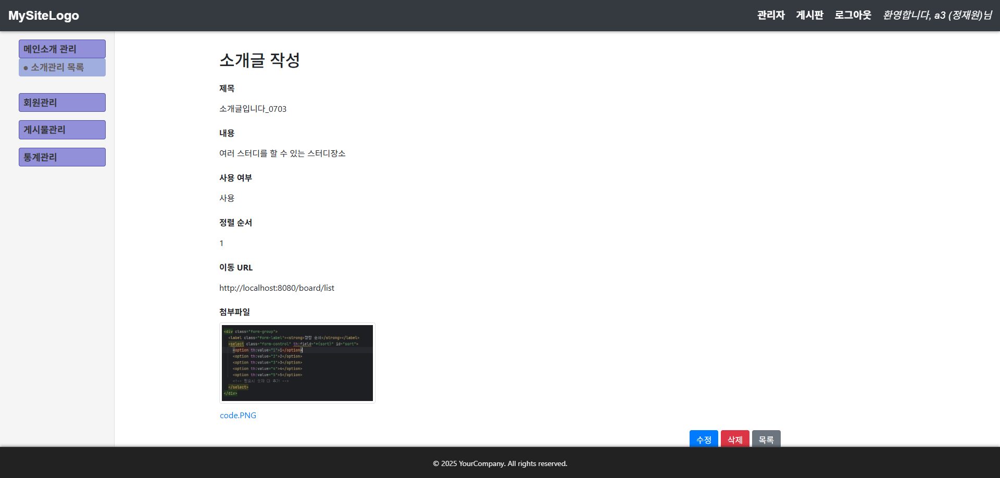 MySiteLogo
관리자 게시판 로그아웃 환영합니다, a3 (정재원)님
메인소개 관리
● 소개관리 목록
회원관리
게시물관리
통계관리
소개글 작성
제목
소개글입니다_0703
내용
여러 스터디를 할 수 있는 스터디장소
사용 여부
사용
정렬 순서
1
이동 URL
http://localhost:8080/board/list
첨부파일
<div class="form-group">
<label class="form-label"><strong>정렬 순서</strong></label>
<select class="form-control" th:field="*{sort}" id="sort">
<option th:value="1">1</option>
<option th:value="2">2</option>
<option th:value="3">3</option>
<option th:value="4">4</option>
<option th:value="5">5</option>
<!-- 필요시 숫자 더 추가 -->
</select>
</div>
code.PNG
수정 삭제 목록
© 2025 YourCompany. All rights reserved.